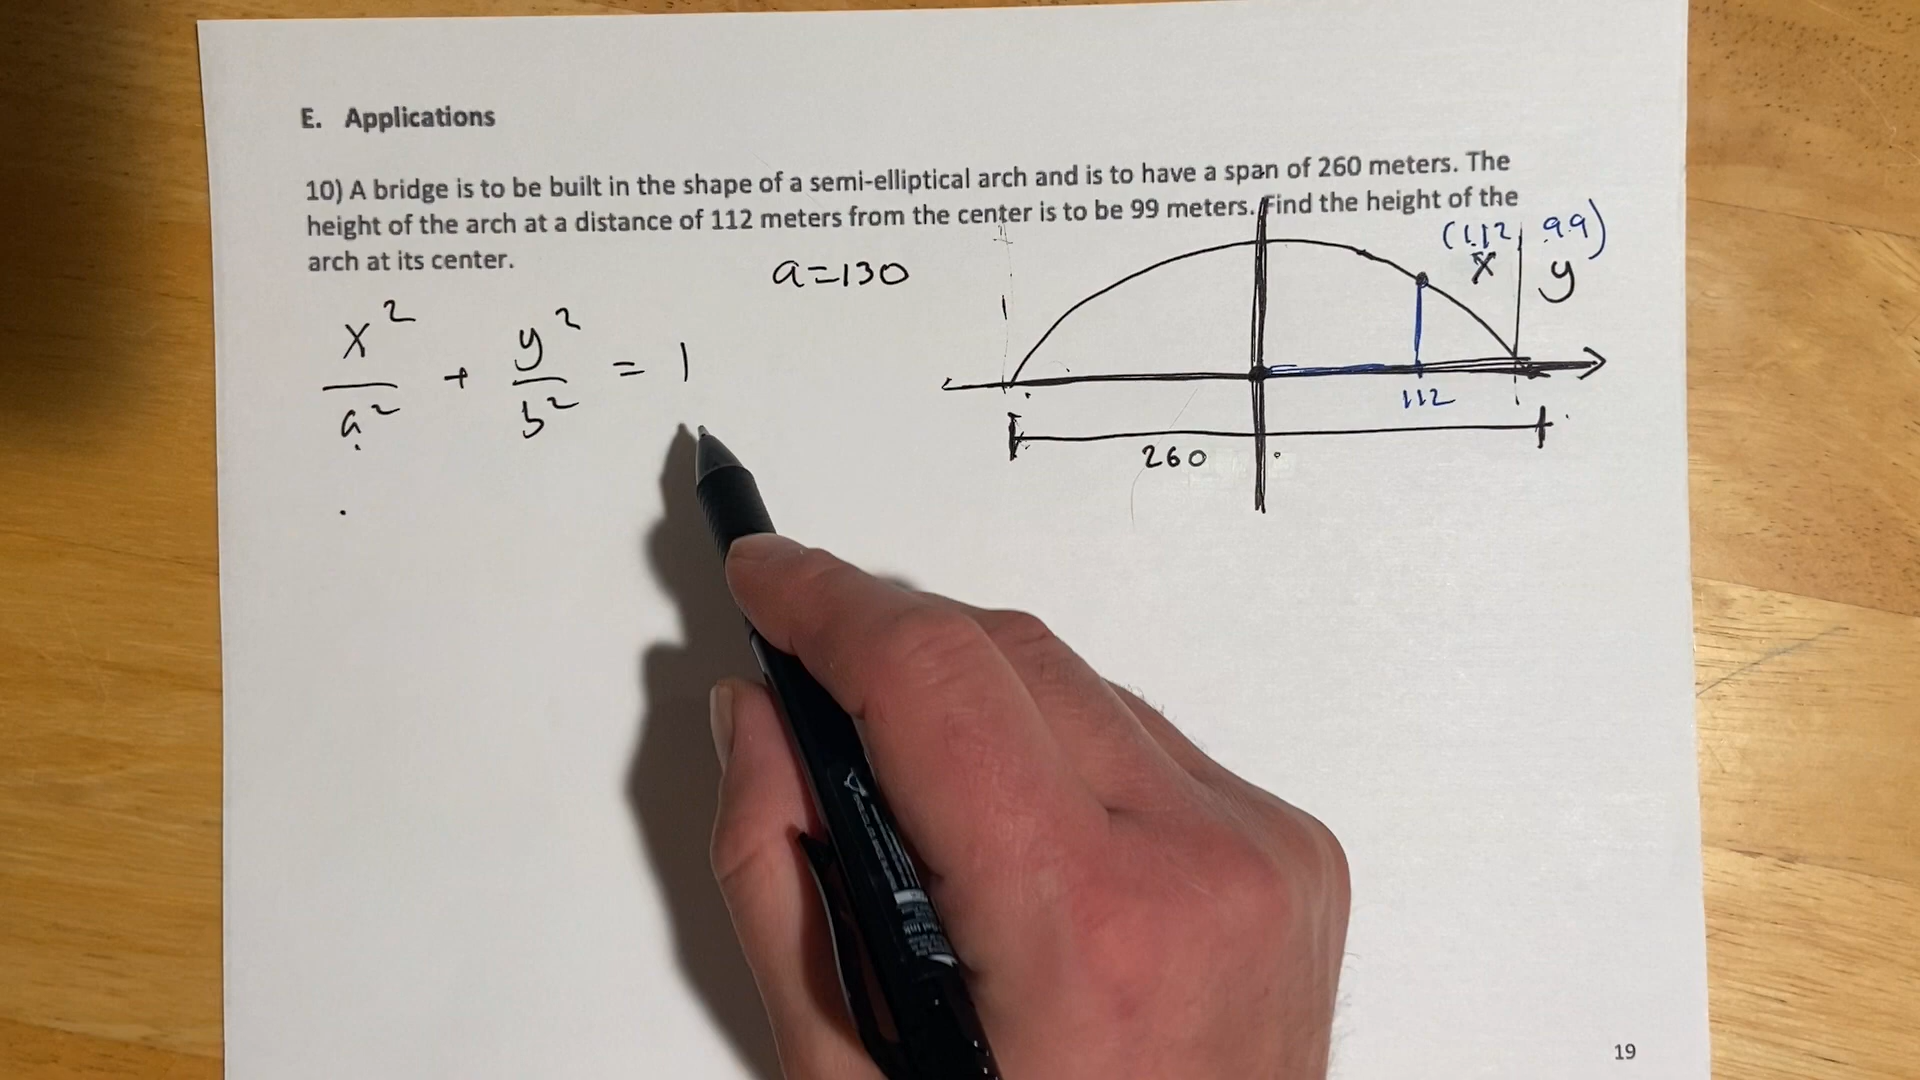 E. Applications
10) A bridge is to be built in the shape of a semi-elliptical arch and is to have a span of 260 meters. The
height of the arch at a distance of 112 meters from the center is to be 99 meters. Find the height of the
arch at its center.
a=130
(112, 99)
x y
x² / a² + y² / b² = 1
112
260
19